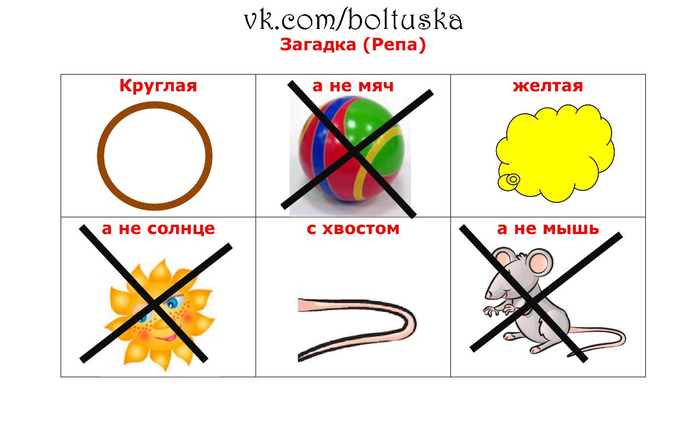 vk.com/boltuska
Загадка (Репа)
Круглая
а не мяч
желтая
а не солнце
с хвостом
а не мышь